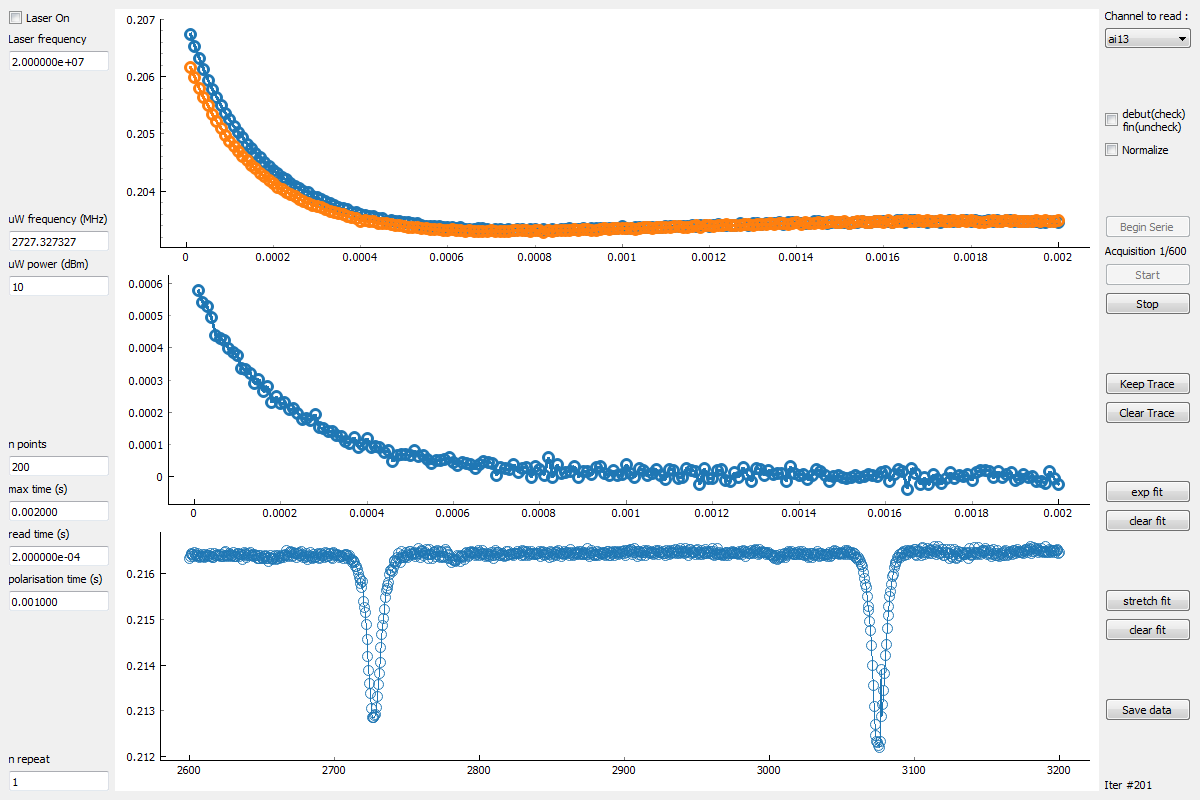 Laser On
Laser frequency
2.000000e+07
uW frequency (MHz)
2727.327327
uW power (dBm)
10
n points
200
max time (s)
0.002000
read time (s)
2.000000e-04
polarisation time (s)
0.001000
n repeat
1
0.207
0.206
0.205
0.204
0 0.0002 0.0004 0.0006 0.0008 0.001 0.0012 0.0014 0.0016 0.0018 0.002
0.0006
0.0005
0.0004
0.0003
0.0002
0.0001
0
0 0.0002 0.0004 0.0006 0.0008 0.001 0.0012 0.0014 0.0016 0.0018 0.002
0.216
0.215
0.214
0.213
0.212
2600 2700 2800 2900 3000 3100 3200
Channel to read :
ai13
debut(check)
fin(uncheck)
Normalize
Begin Serie
Acquisition 1/600
Start
Stop
Keep Trace
Clear Trace
exp fit
clear fit
stretch fit
clear fit
Save data
Iter #201